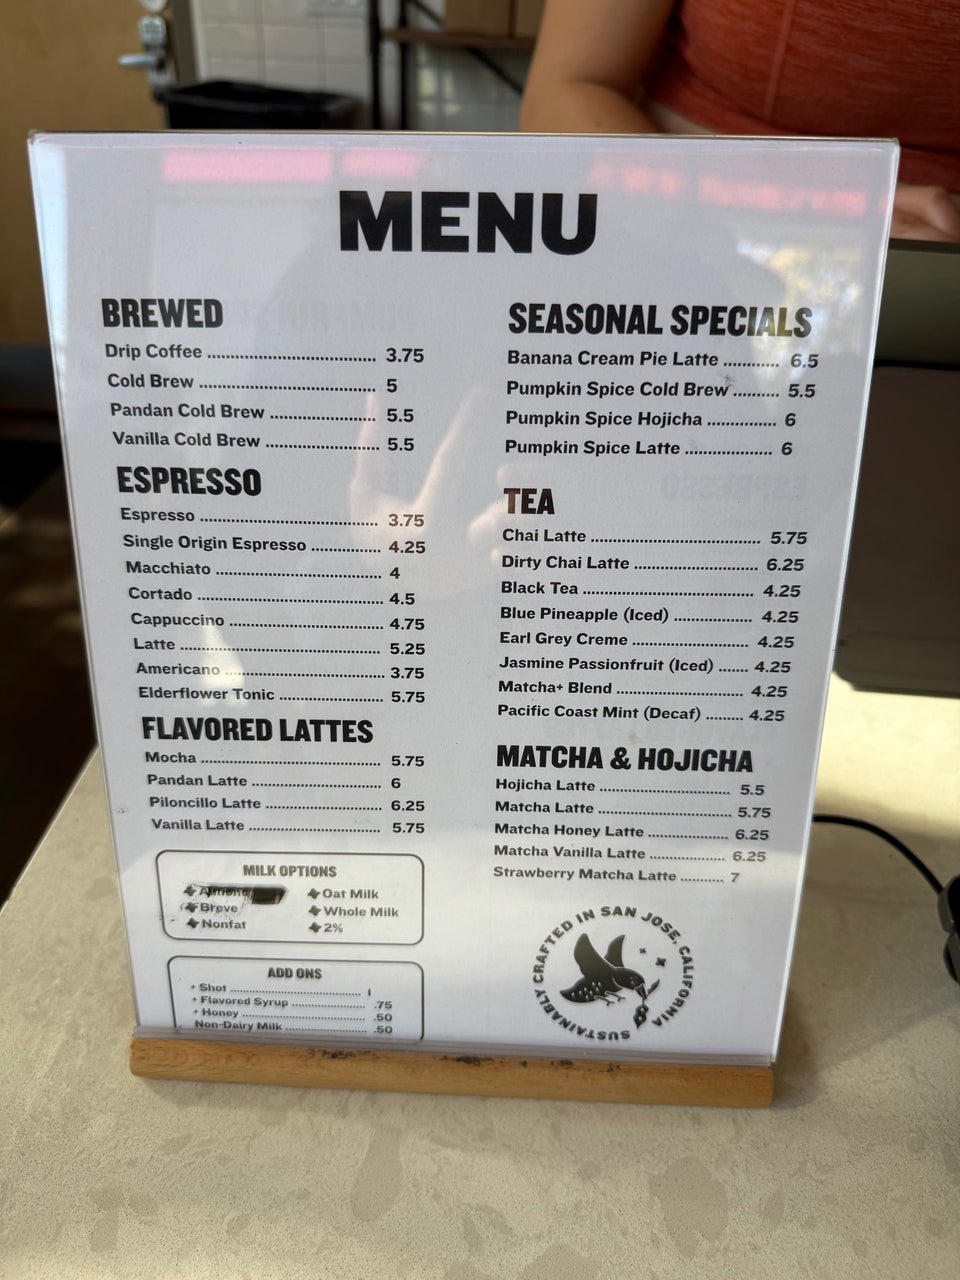 MENU
BREWED
Drip Coffee ........................................ 3.75
Cold Brew .......................................... 5
Pandan Cold Brew ......................... 5.5
Vanilla Cold Brew ........................... 5.5
ESPRESSO
Espresso ........................................... 3.75
Single Origin Espresso ................. 4.25
Macchiato ......................................... 4
Cortado ............................................. 4.5
Cappuccino ...................................... 4.75
Latte .................................................. 5.25
Americano ........................................ 3.75
Elderflower Tonic .......................... 5.75
FLAVORED LATTES
Mocha ............................................... 5.75
Pandan Latte ................................... 6
Piloncillo Latte ................................ 6.25
Vanilla Latte .................................... 5.75
MILK OPTIONS
Almond
Breve
Nonfat
Oat Milk
Whole Milk
2%
ADD ONS
+ Shot ....................................... 1
+ Flavored Syrup ..................... .75
+ Honey ................................... .50
Non-Dairy Milk ........................ .50
SEASONAL SPECIALS
Banana Cream Pie Latte ............ 6.5
Pumpkin Spice Cold Brew .......... 5.5
Pumpkin Spice Hojicha ................ 6
Pumpkin Spice Latte ..................... 6
TEA
Chai Latte .......................................... 5.75
Dirty Chai Latte ............................... 6.25
Black Tea .......................................... 4.25
Blue Pineapple (Iced) .................... 4.25
Earl Grey Creme .............................. 4.25
Jasmine Passionfruit (Iced) ....... 4.25
Matcha+ Blend ................................ 4.25
Pacific Coast Mint (Decaf) ......... 4.25
MATCHA & HOJICHA
Hojicha Latte ................................. 5.5
Matcha Latte ................................... 5.75
Matcha Honey Latte ..................... 6.25
Matcha Vanilla Latte .................... 6.25
Strawberry Matcha Latte .......... 7
SUSTAINABLY CRAFTED IN SAN JOSE, CALIFORNIA